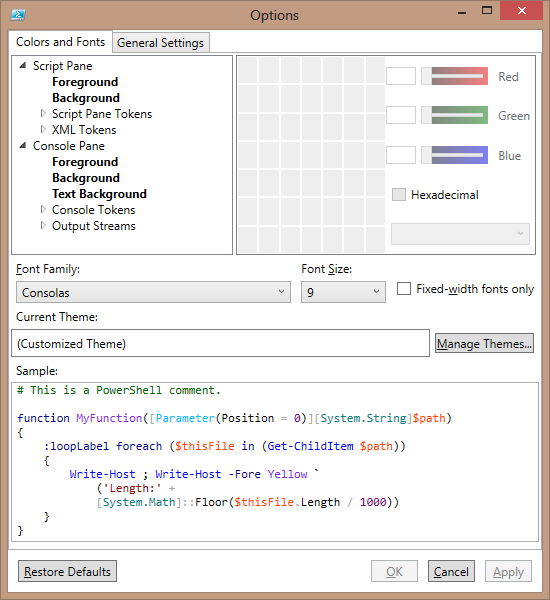 Options
Colors and Fonts
General Settings
Script Pane
Foreground
Background
Script Pane Tokens
XML Tokens
Console Pane
Foreground
Background
Text Background
Console Tokens
Output Streams
Red
Green
Blue
Hexadecimal
Font Family:
Font Size:
Consolas
9
Fixed-width fonts only
Current Theme:
(Customized Theme)
Manage Themes...
Sample:
# This is a PowerShell comment.
function MyFunction([Parameter(Position = 0)][System.String]$path)
{
    :loopLabel foreach ($thisFile in (Get-ChildItem $path))
    {
        Write-Host ; Write-Host -Fore Yellow `
            ('Length:' +
            [System.Math]::Floor($thisFile.Length / 1000))
    }
}
Restore Defaults
OK
Cancel
Apply